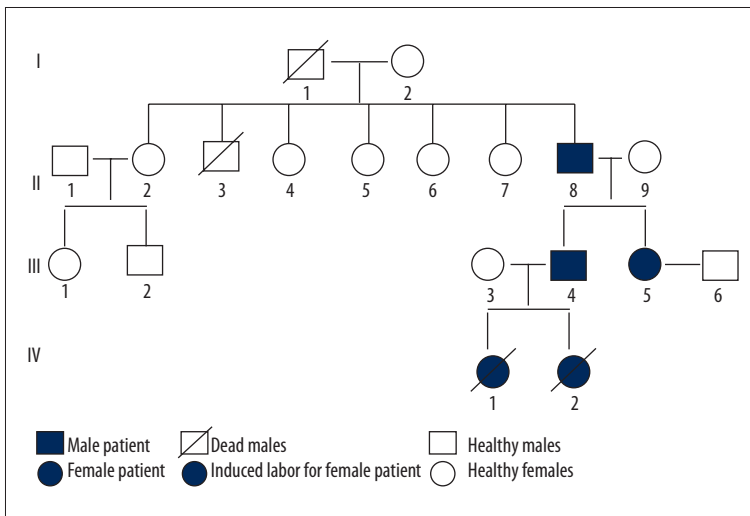 I
1 2
II
1 2 3 4 5 6 7 8 9
III
1 2 3 4 5 6
IV
1 2
Male patient Dead males Healthy males
Female patient Induced labor for female patient Healthy females